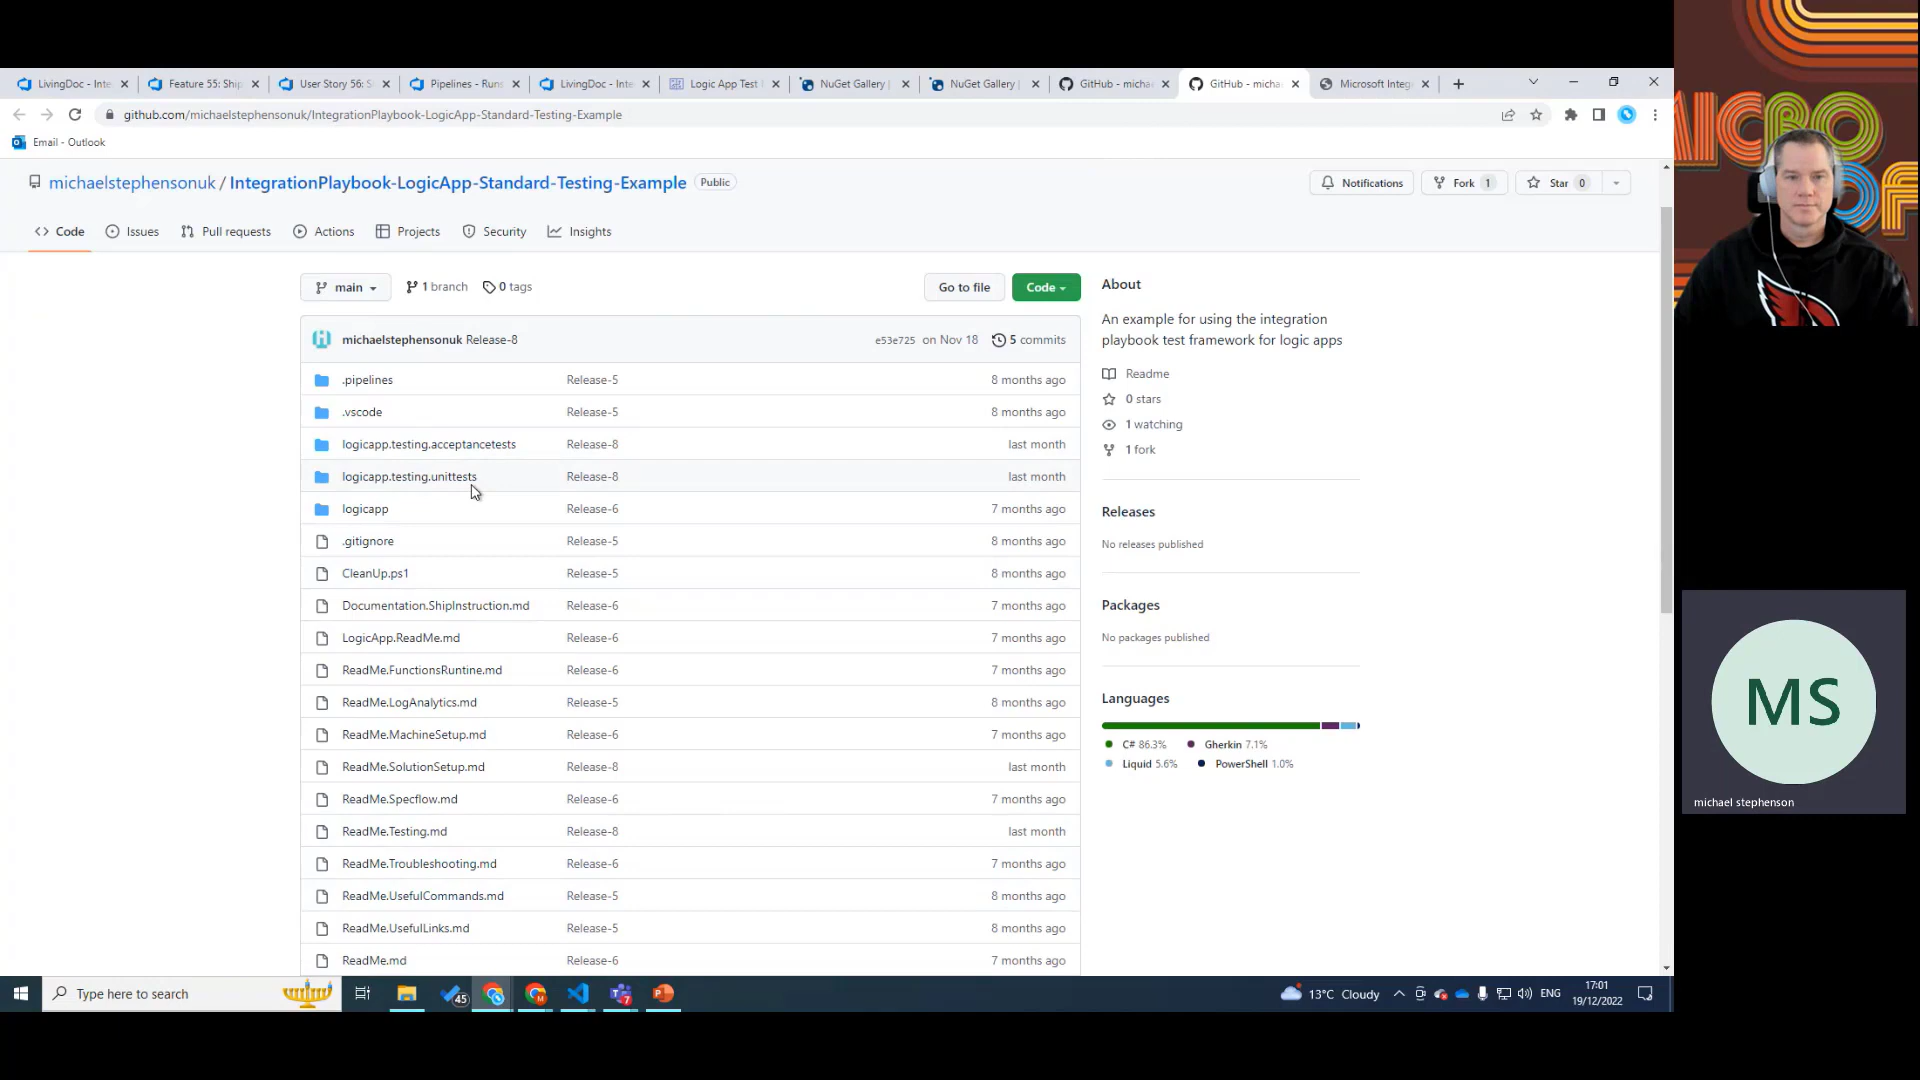 LivingDoc - Inte
Feature 55: Ship
User Story 56: S
Pipelines - Runs
LivingDoc - Inte
Logic App Test
NuGet Gallery |
NuGet Gallery |
GitHub - micha
GitHub - micha
Microsoft Integ
github.com/michaelstephensonuk/IntegrationPlaybook-LogicApp-Standard-Testing-Example
Email - Outlook
michaelstephensonuk / IntegrationPlaybook-LogicApp-Standard-Testing-Example Public
Notifications Fork 1 Star 0
Code Issues Pull requests Actions Projects Security Insights
main 1 branch 0 tags Go to file Code
michaelstephensonuk Release-8 e53e725 on Nov 18 5 commits
.pipelines Release-5 8 months ago
.vscode Release-5 8 months ago
logicapp.testing.acceptancetests Release-8 last month
logicapp.testing.unittests Release-8 last month
logicapp Release-6 7 months ago
.gitignore Release-5 8 months ago
CleanUp.ps1 Release-5 8 months ago
Documentation.ShipInstruction.md Release-6 7 months ago
LogicApp.ReadMe.md Release-6 7 months ago
ReadMe.FunctionsRuntime.md Release-6 7 months ago
ReadMe.LogAnalytics.md Release-5 8 months ago
ReadMe.MachineSetup.md Release-6 7 months ago
ReadMe.SolutionSetup.md Release-8 last month
ReadMe.Specflow.md Release-6 7 months ago
ReadMe.Testing.md Release-8 last month
ReadMe.Troubleshooting.md Release-6 7 months ago
ReadMe.UsefulCommands.md Release-5 8 months ago
ReadMe.UsefulLinks.md Release-5 8 months ago
ReadMe.md Release-6 7 months ago
About
An example for using the integration
playbook test framework for logic apps
Readme
0 stars
1 watching
1 fork
Releases
No releases published
Packages
No packages published
Languages
C# 86.3% Gherkin 7.1%
Liquid 5.6% PowerShell 1.0%
MS
michael stephenson
Type here to search
45
7
13°C Cloudy
ENG
17:01
19/12/2022